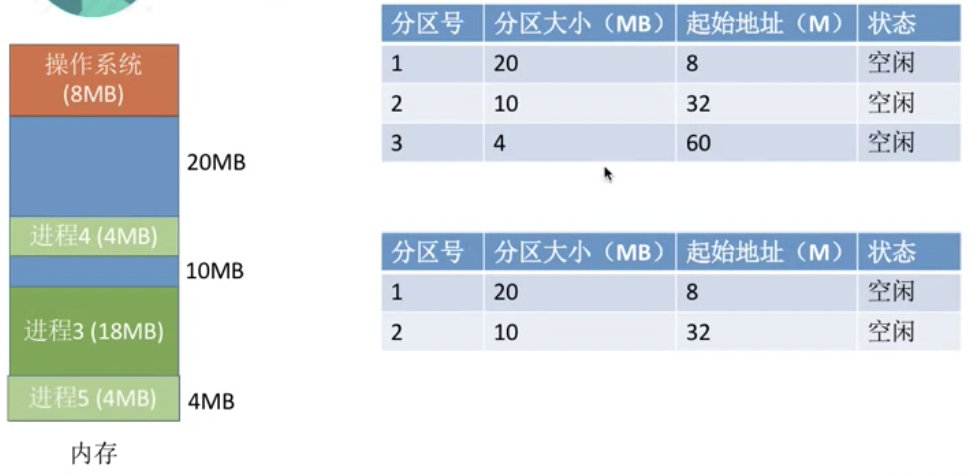 操作系统
(8MB)
20MB
进程4 (4MB)
10MB
进程3 (18MB)
进程5 (4MB)
4MB
内存
分区号 分区大小（MB） 起始地址（M） 状态
1 20 8 空闲
2 10 32 空闲
3 4 60 空闲
分区号 分区大小（MB） 起始地址（M） 状态
1 20 8 空闲
2 10 32 空闲